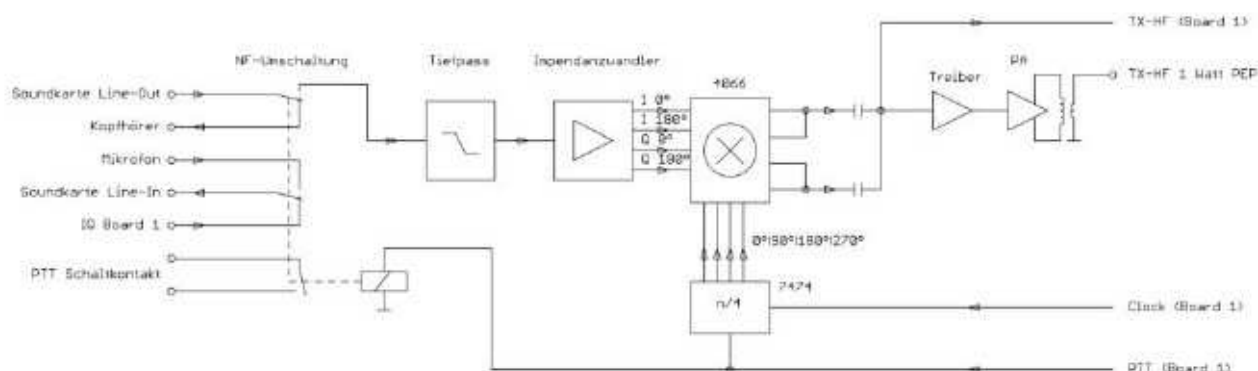 TX-HF (Board 1)
NF-Umschaltung
Tiefpass
Inpendanzwandler
4066
Treiber
PA
TX-HF 1 Watt PEP
Soundkarte Line-Out
I 0°
Kopfhörer
I 180°
Q 0°
Mikrofon
Q 180°
Soundkarte Line-In
IQ Board 1
0°|90°|180°|270°
PTT Schaltkontakt
7474
n/4
Clock (Board 1)
PTT (Board 1)